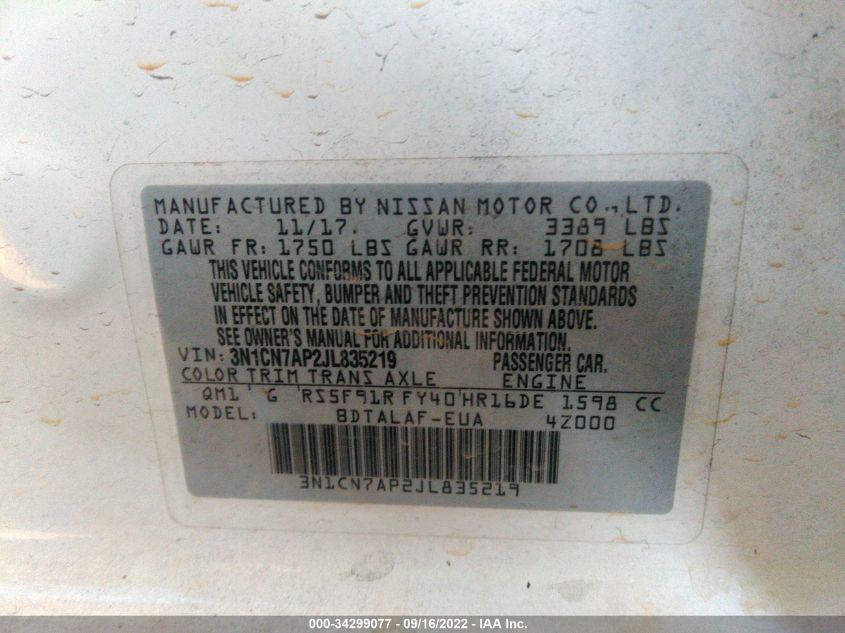 MANUFACTURED BY NISSAN MOTOR CO., LTD.
DATE: 11/17. GVWR: 3389 LBS
GAWR FR: 1750 LBS GAWR RR: 1708 LBS
THIS VEHICLE CONFORMS TO ALL APPLICABLE FEDERAL MOTOR
VEHICLE SAFETY, BUMPER AND THEFT PREVENTION STANDARDS
IN EFFECT ON THE DATE OF MANUFACTURE SHOWN ABOVE.
SEE OWNER'S MANUAL FOR ADDITIONAL INFORMATION
VIN: 3N1CN7AP2JL835219 PASSENGER CAR.
COLOR TRIM TRANS AXLE ENGINE
QM1 ' G 'RS5F91R FY40'HR16DE 1598 CC
MODEL: BDTALAF-EUA 4Z000
3N1CN7AP2JL835219
000-34299077 - 09/16/2022 - IAA Inc.